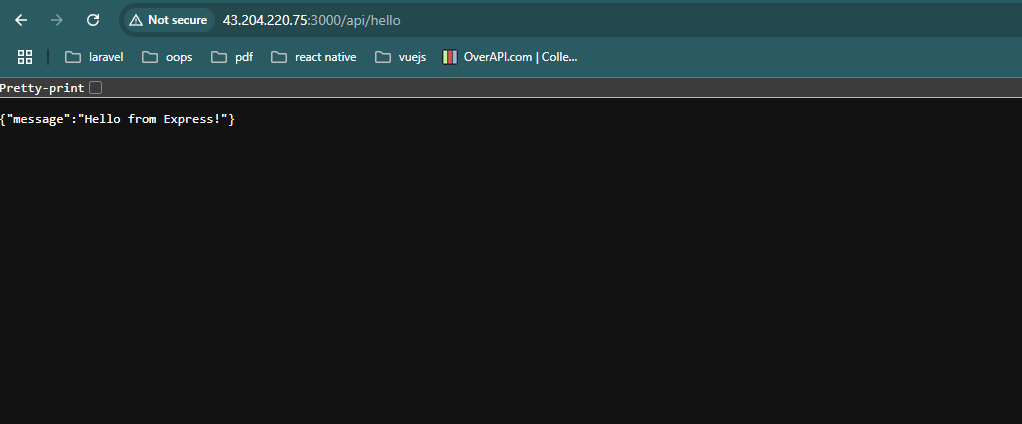 Not secure 43.204.220.75:3000/api/hello
laravel oops pdf react native vuejs OverAPI.com | Colle...
Pretty-print
{"message":"Hello from Express!"}